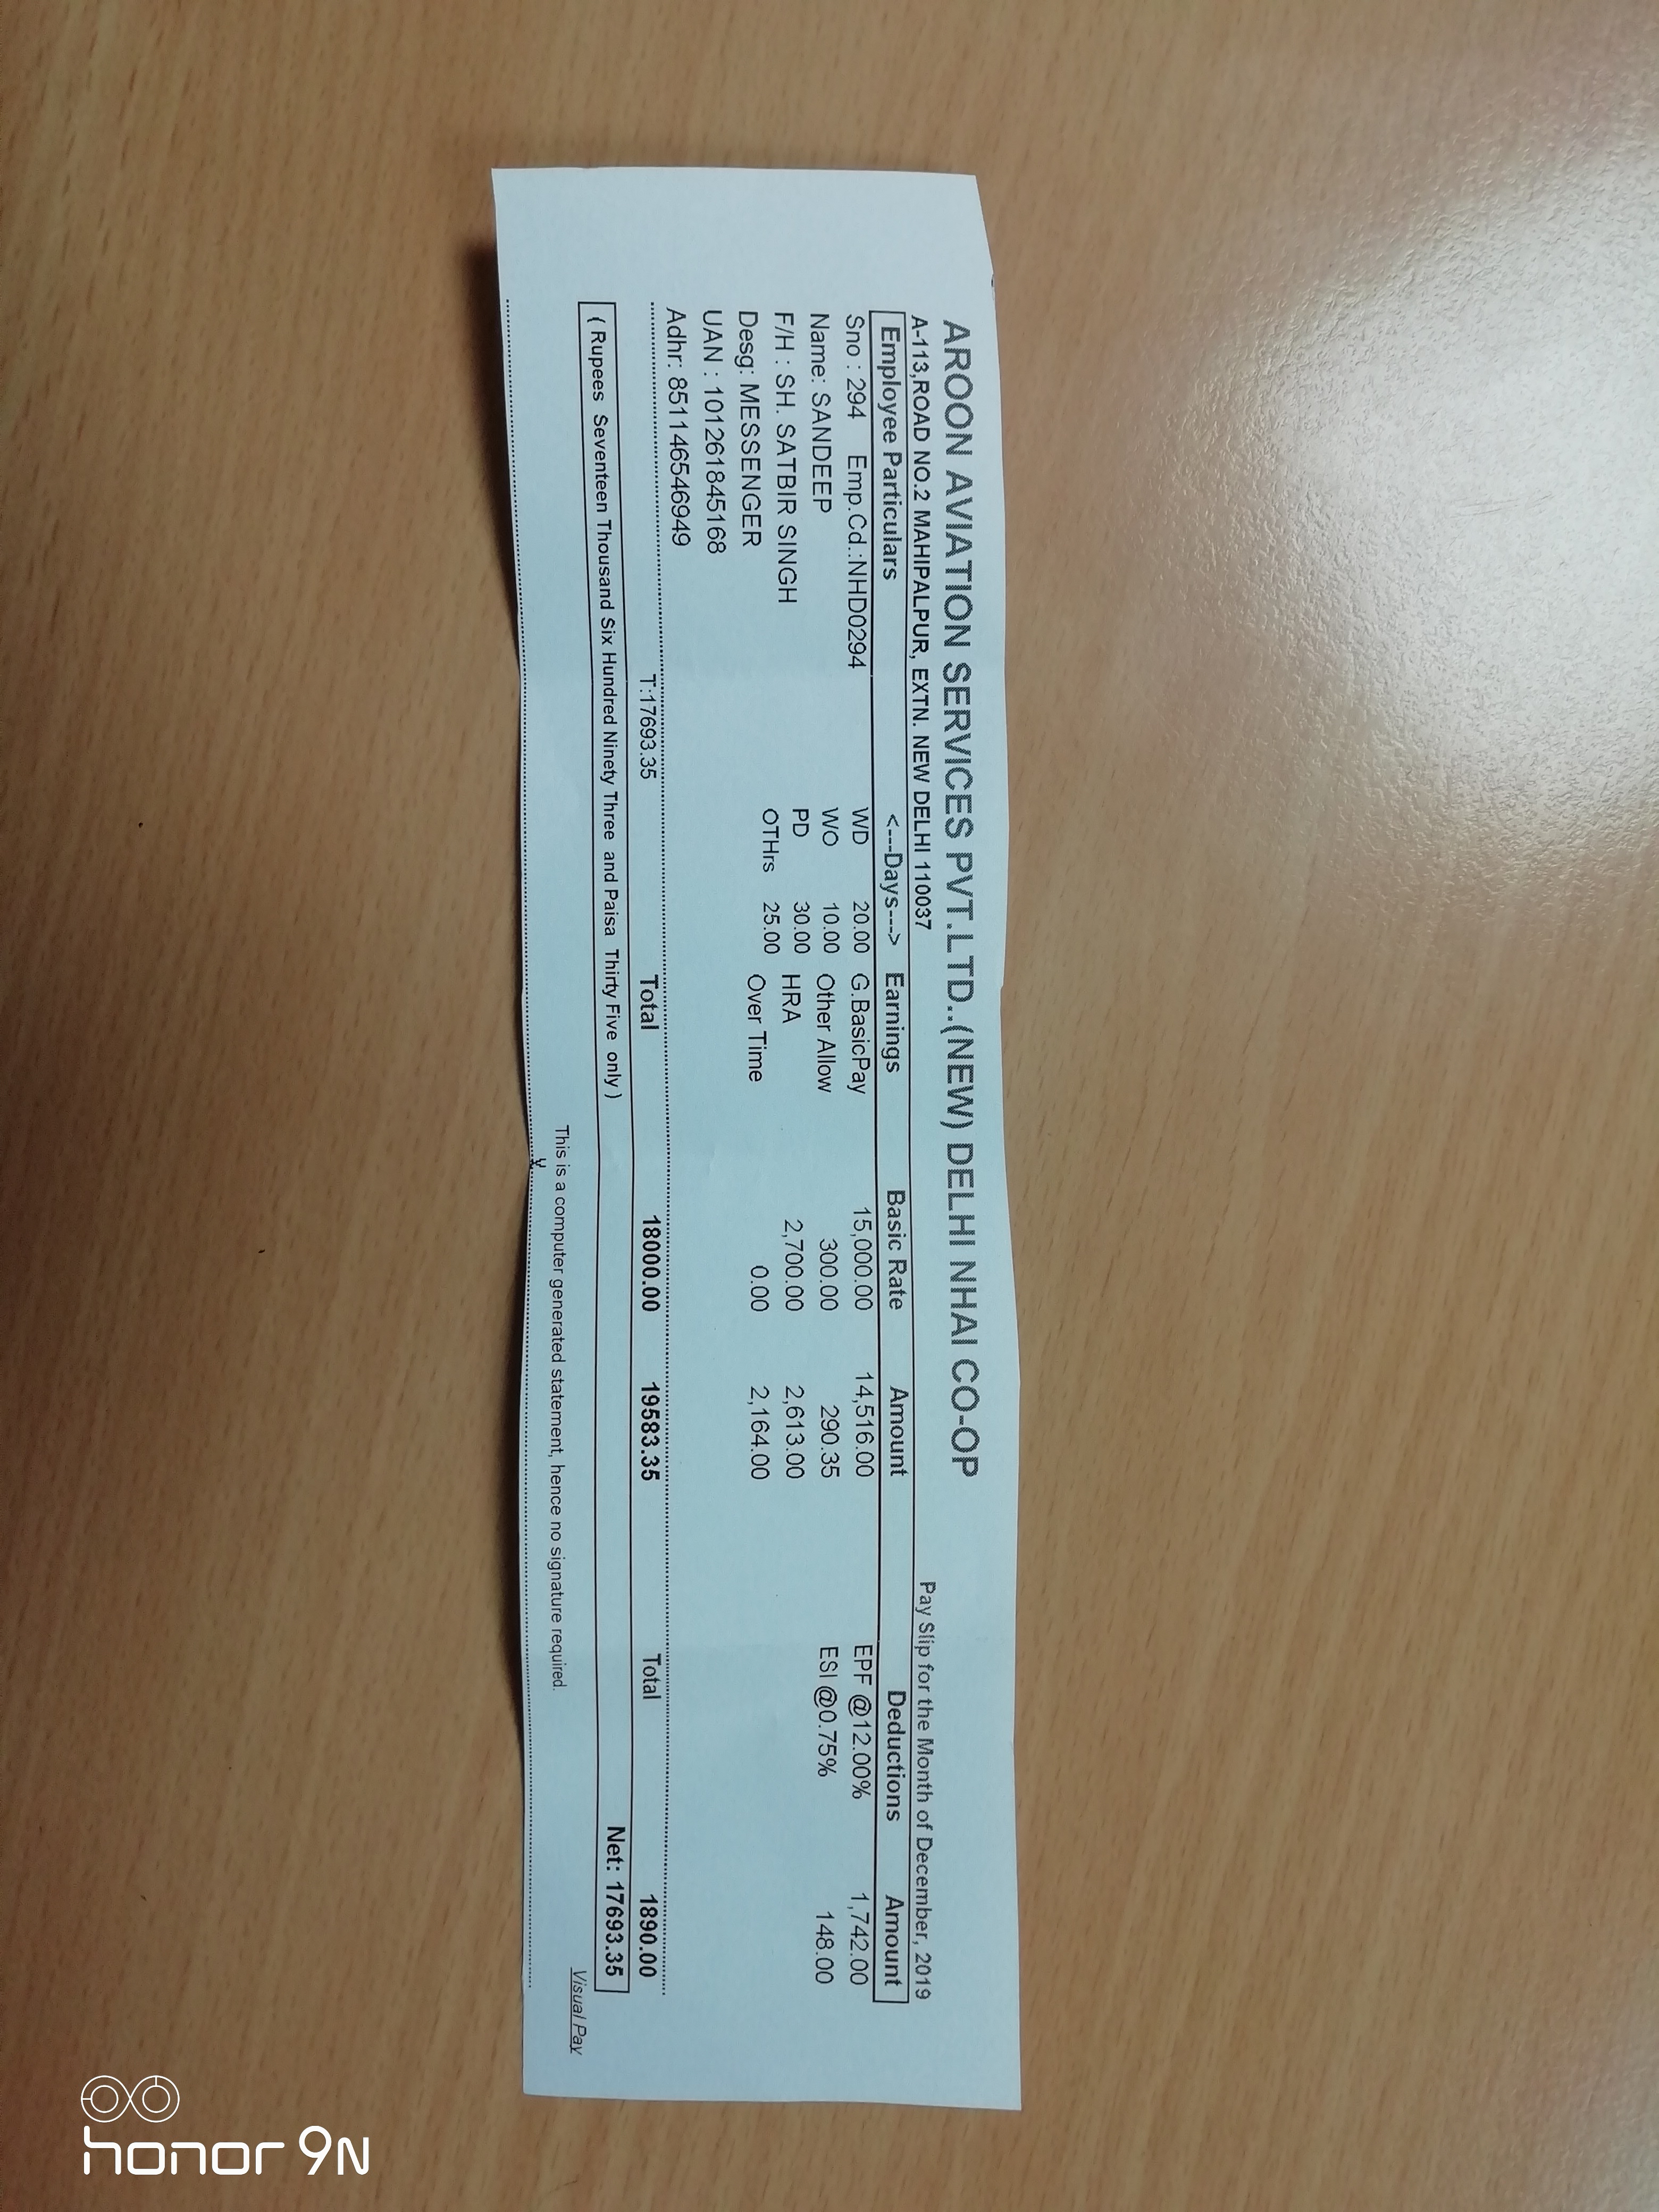 AROON AVIATION SERVICES PVT.LTD..(NEW) DELHI NHAI CO-OP
A-113,ROAD NO.2 MAHIPALPUR, EXTN. NEW DELHI 110037 Pay Slip for the Month of December, 2019
Employee Particulars <---Days---> Earnings Basic Rate Amount Deductions Amount
Sno : 294 Emp.Cd.:NHD0294 WD 20.00 G.BasicPay 15,000.00 14,516.00 EPF @12.00% 1,742.00
Name: SANDEEP WO 10.00 Other Allow 300.00 290.35 ESI @0.75% 148.00
F/H : SH. SATBIR SINGH PD 30.00 HRA 2,700.00 2,613.00
Desg: MESSENGER OTHrs 25.00 Over Time 0.00 2,164.00
UAN : 101261845168
Adhr: 851146546949
T:17693.35 Total 18000.00 19583.35 Total 1890.00
( Rupees Seventeen Thousand Six Hundred Ninety Three and Paisa Thirty Five only ) Net: 17693.35
This is a computer generated statement, hence no signature required.
Visual Pay
honor 9N